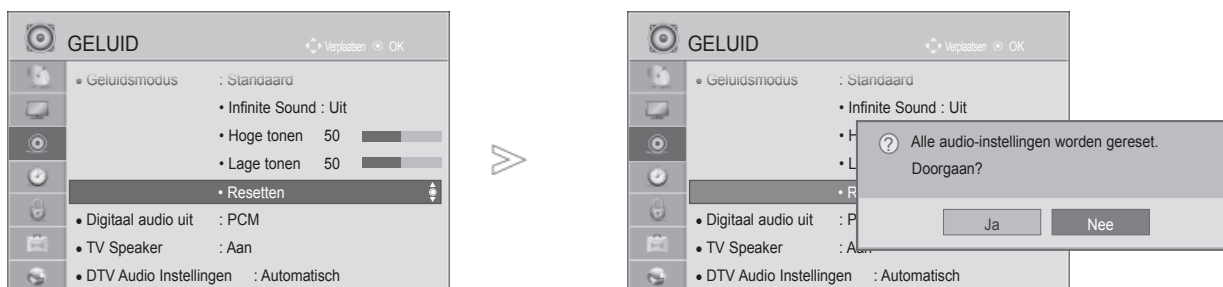 GELUID
Verplaatsen OK
• Geluidsmodus : Standaard
• Infinite Sound : Uit
• Hoge tonen 50
• Lage tonen 50
• Resetten
• Digitaal audio uit : PCM
• TV Speaker : Aan
• DTV Audio Instellingen : Automatisch
GELUID
Verplaatsen OK
• Geluidsmodus : Standaard
• Infinite Sound : Uit
• H
• L
• R
• Digitaal audio uit : P
• TV Speaker : Aan
• DTV Audio Instellingen : Automatisch
? Alle audio-instellingen worden gereset.
Doorgaan?
Ja Nee